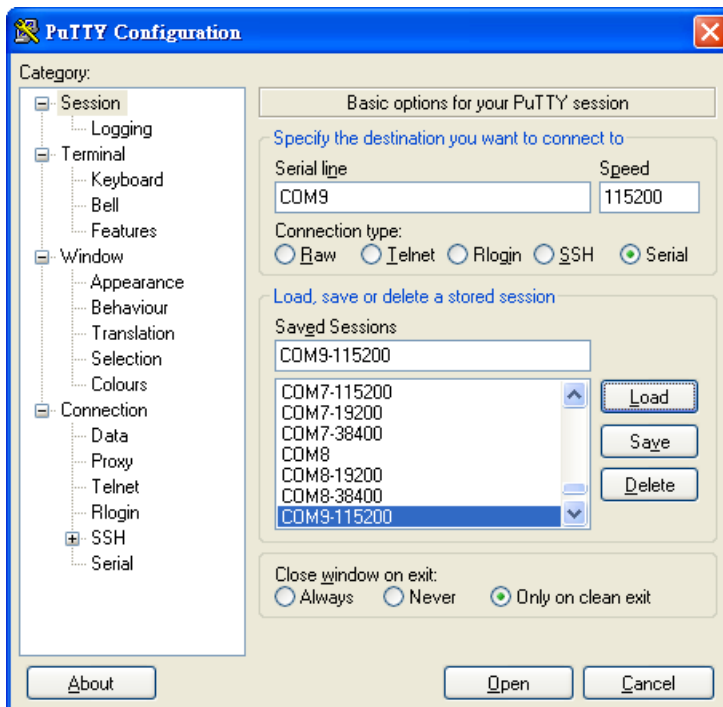 PuTTY Configuration
Category:
Session
Logging
Terminal
Keyboard
Bell
Features
Window
Appearance
Behaviour
Translation
Selection
Colours
Connection
Data
Proxy
Telnet
Rlogin
SSH
Serial
Basic options for your PuTTY session
Specify the destination you want to connect to
Serial line Speed
COM9 115200
Connection type:
Raw Telnet Rlogin SSH Serial
Load, save or delete a stored session
Saved Sessions
COM9-115200
COM7-115200
COM7-19200
COM7-38400
COM8
COM8-19200
COM8-38400
COM9-115200
Load
Save
Delete
Close window on exit:
Always Never Only on clean exit
About Open Cancel